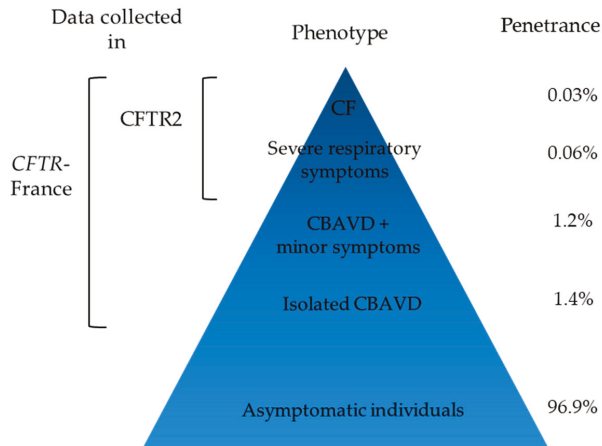 Data collected
in
Phenotype
Penetrance
CF
0.03%
CFTR2
Severe respiratory
symptoms
0.06%
CFTR-
France
CBAVD +
minor symptoms
1.2%
Isolated CBAVD
1.4%
Asymptomatic individuals
96.9%